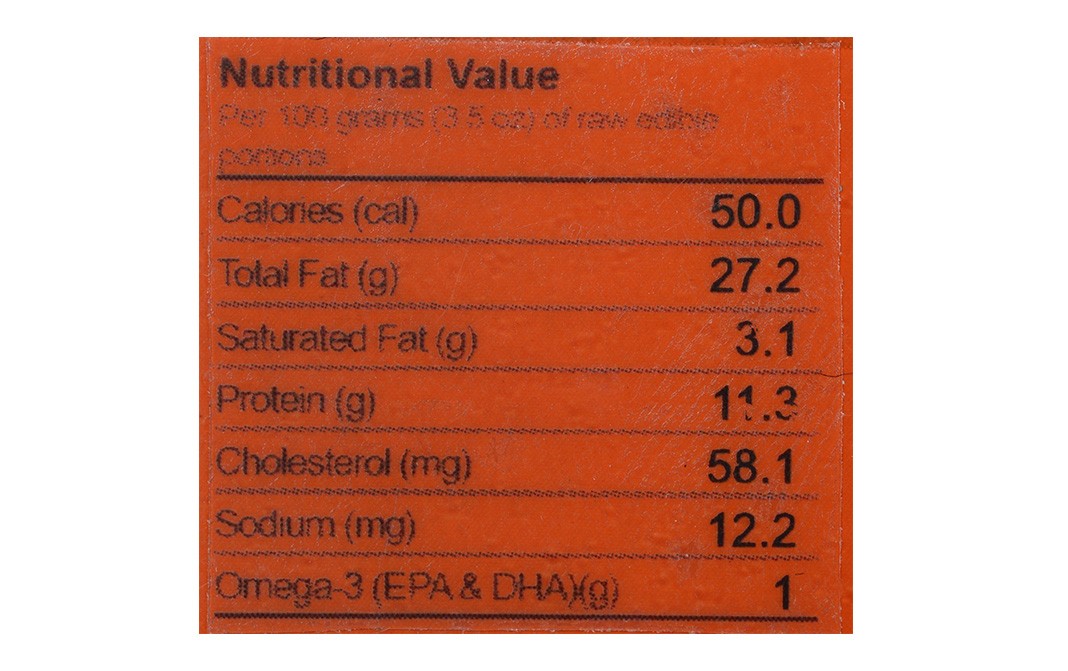 Nutritional Value
Per 100 grams (3.5 oz) of raw edible
portions.
Calories (cal) 50.0
Total Fat (g) 27.2
Saturated Fat (g) 3.1
Protein (g) 11.3
Cholesterol (mg) 58.1
Sodium (mg) 12.2
Omega-3 (EPA & DHA)(g) 1